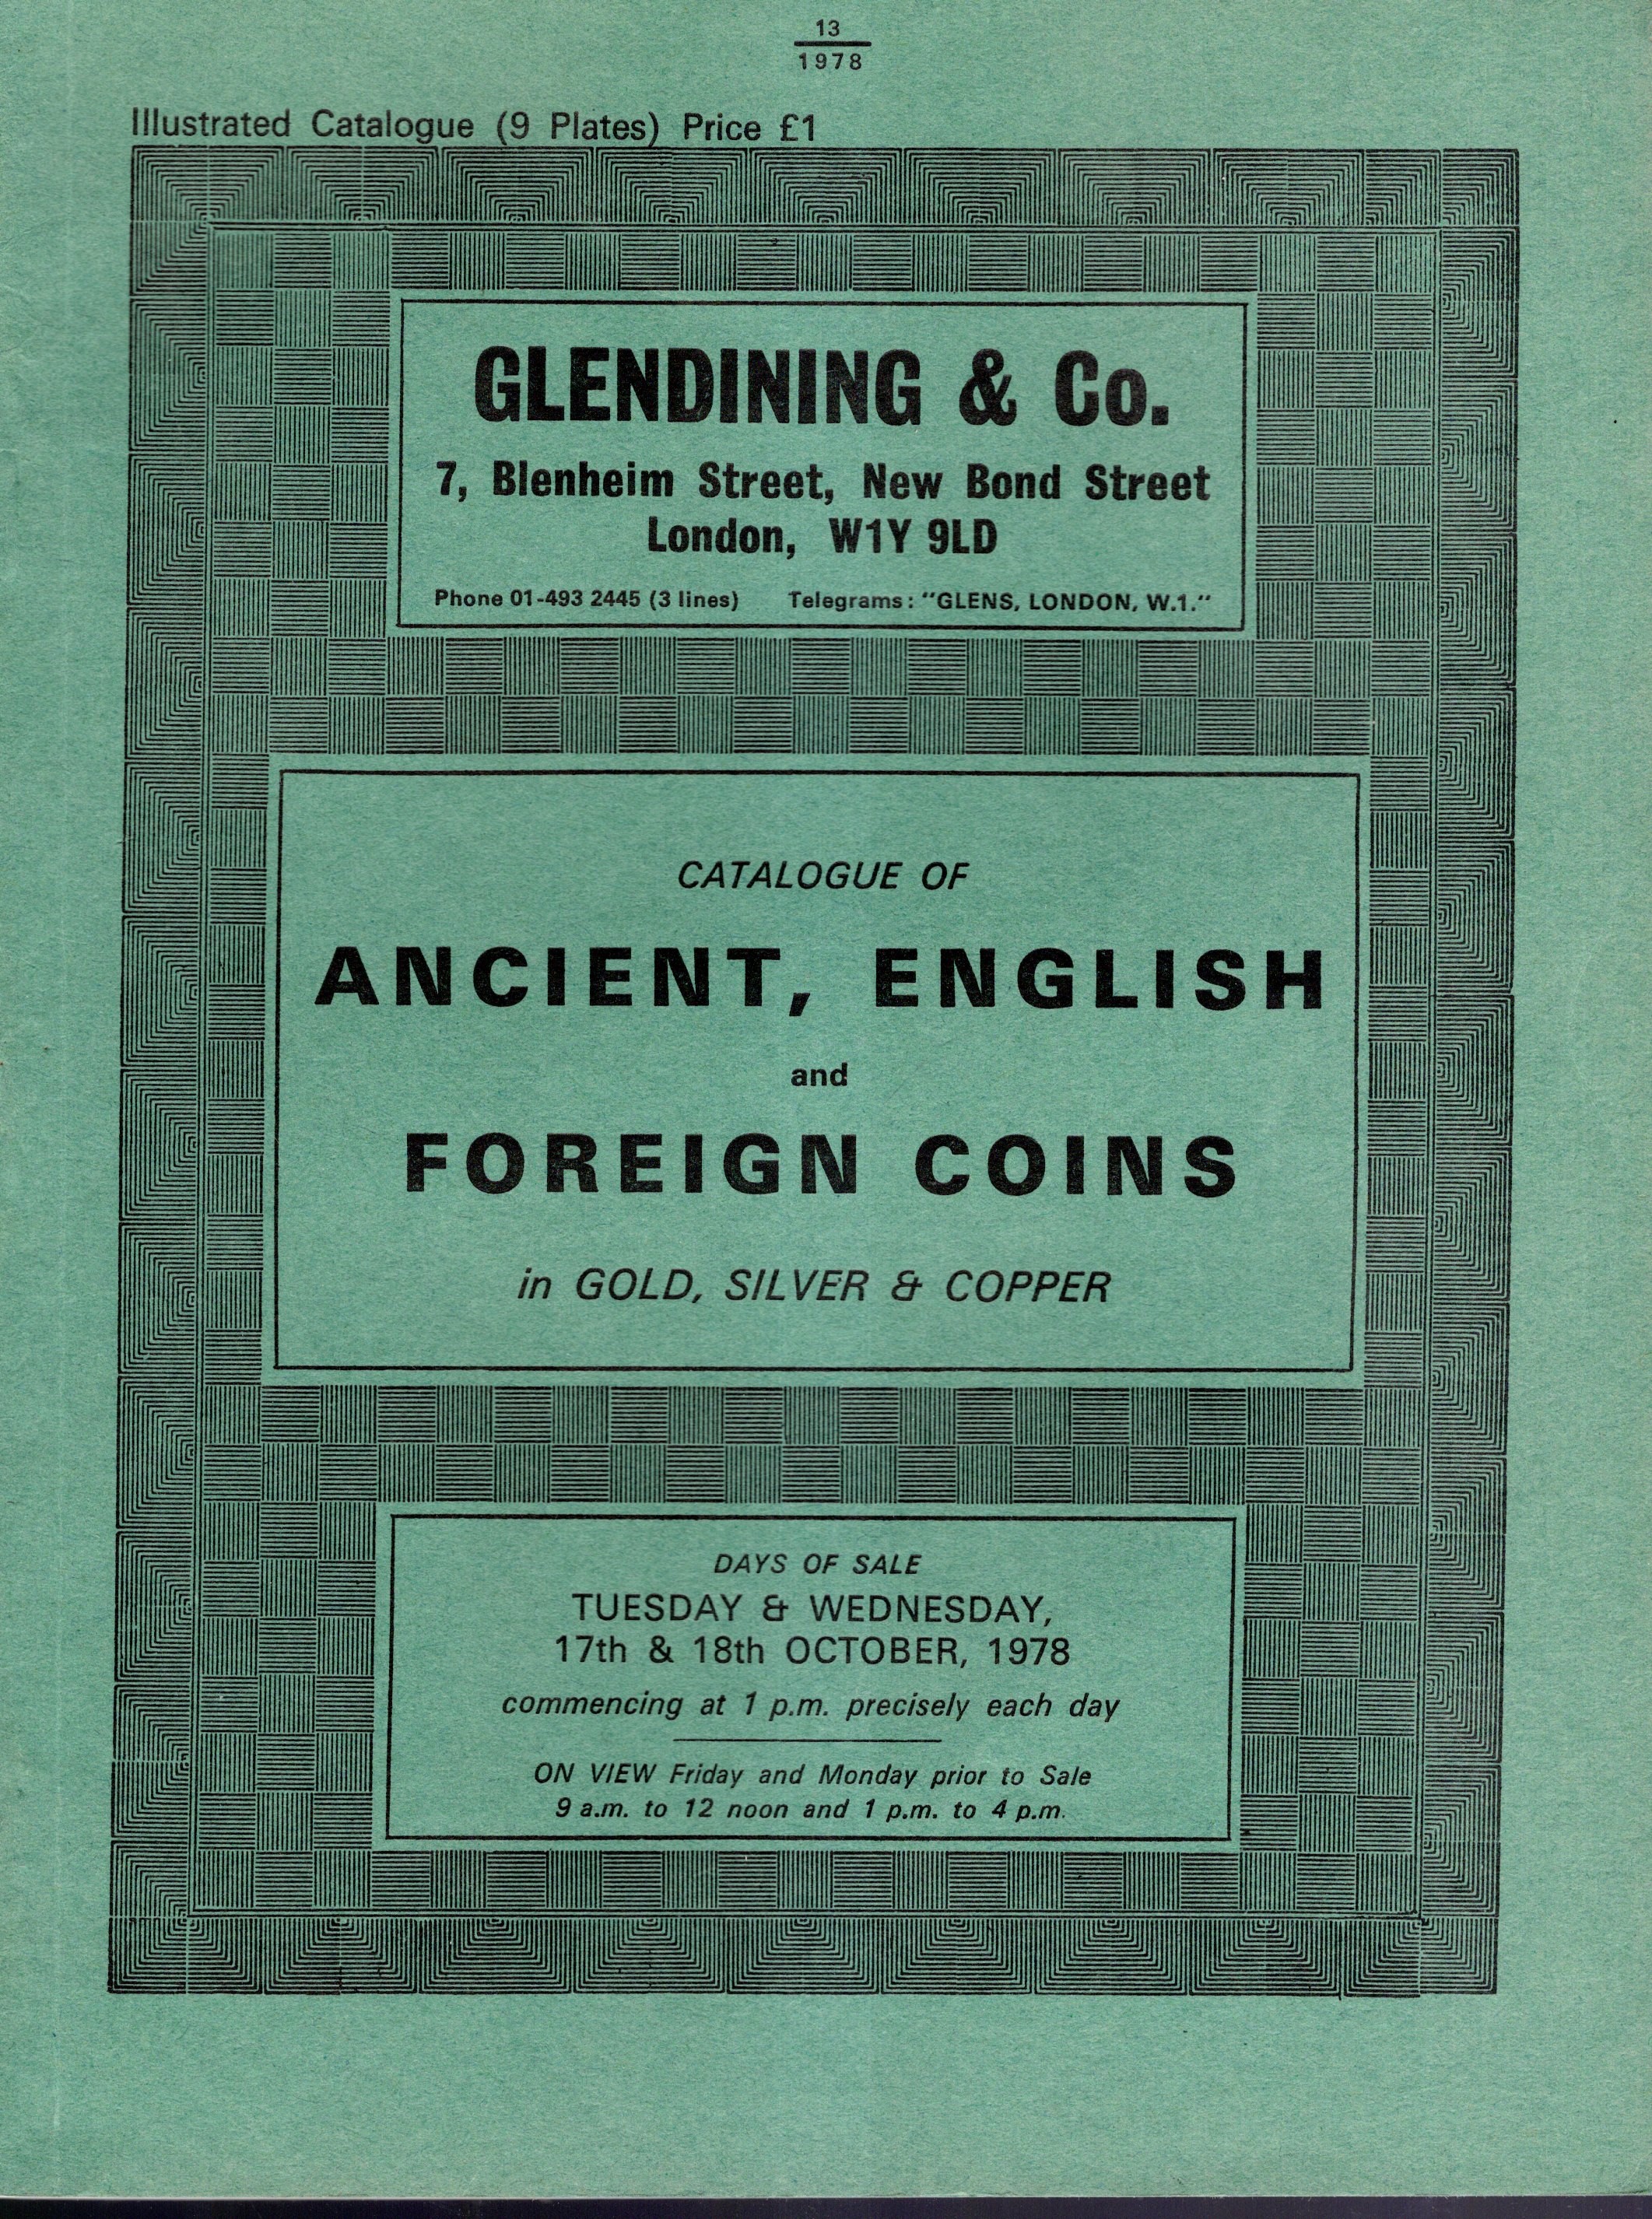 13
1978
Illustrated Catalogue (9 Plates) Price £1
GLENDINING & Co.
7, Blenheim Street, New Bond Street
London, W1Y 9LD
Phone 01-493 2445 (3 lines) Telegrams: "GLENS, LONDON, W.1."
CATALOGUE OF
ANCIENT, ENGLISH
and
FOREIGN COINS
in GOLD, SILVER & COPPER
DAYS OF SALE
TUESDAY & WEDNESDAY,
17th & 18th OCTOBER, 1978
commencing at 1 p.m. precisely each day
ON VIEW Friday and Monday prior to Sale
9 a.m. to 12 noon and 1 p.m. to 4 p.m.